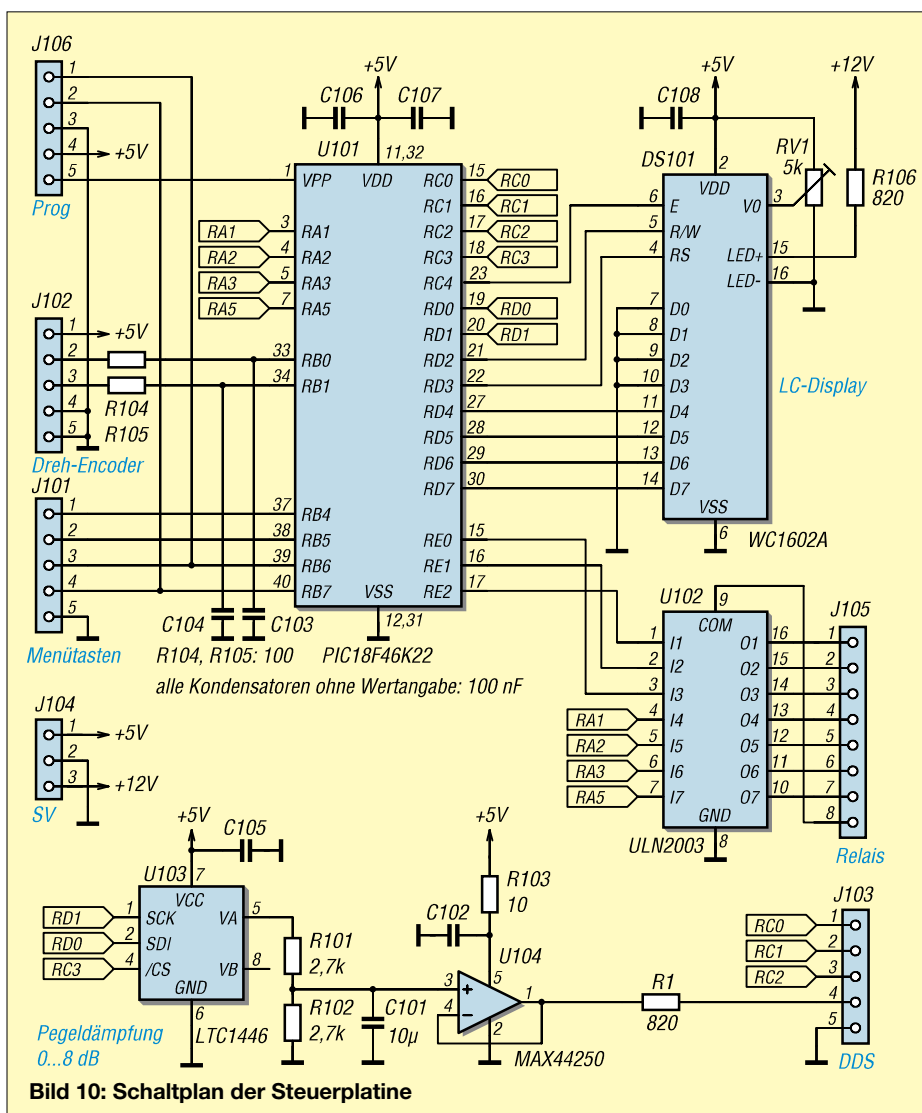 J106
1
2
3
4
5
+5V
Prog
J102
1
2
3
4
5
+5V
R104
R105
Dreh-Encoder
J101
1
2
3
4
5
Menütasten
J104
1
2
3
+5V
+12V
SV
+5V
C106
C107
U101
11,32
VDD
1
VPP
RA1
3
RA1
RA2
4
RA2
RA3
5
RA3
RA5
7
RA5
33
RB0
34
RB1
37
RB4
38
RB5
39
RB6
40
RB7
RC0
15
RC0
RC1
16
RC1
RC2
17
RC2
RC3
18
RC3
RC4
23
RD0
19
RD0
RD1
20
RD1
RD2
21
RD3
22
RD4
27
RD5
28
RD6
29
RD7
30
RE0
15
RE1
16
RE2
17
VSS
12,31
PIC18F46K22
C104
C103
R104, R105: 100
alle Kondensatoren ohne Wertangabe: 100 nF
+5V
+12V
C108
RV1
5k
R106
820
DS101
2
VDD
6
E
5
R/W
4
RS
7
D0
8
D1
9
D2
10
D3
11
D4
12
D5
13
D6
14
D7
V0
3
LED+
15
LED-
16
VSS
6
WC1602A
LC-Display
U102
9
COM
1
I1
2
I2
3
I3
RA1
4
I4
RA2
5
I5
RA3
6
I6
RA5
7
I7
O1
16
O2
15
O3
14
O4
13
O5
12
O6
11
O7
10
GND
8
ULN2003
J105
1
2
3
4
5
6
7
8
Relais
+5V
C105
U103
7
VCC
RD1
1
SCK
RD0
2
SDI
RC3
4
/CS
VA
5
VB
8
GND
6
LTC1446
Pegeldämpfung
0...8 dB
R101
2,7k
R102
2,7k
C101
10µ
+5V
R103
10
C102
U104
5
3
+
4
-
1
2
MAX44250
R1
820
J103
RC0
1
RC1
2
RC2
3
4
5
DDS
Bild 10: Schaltplan der Steuerplatine